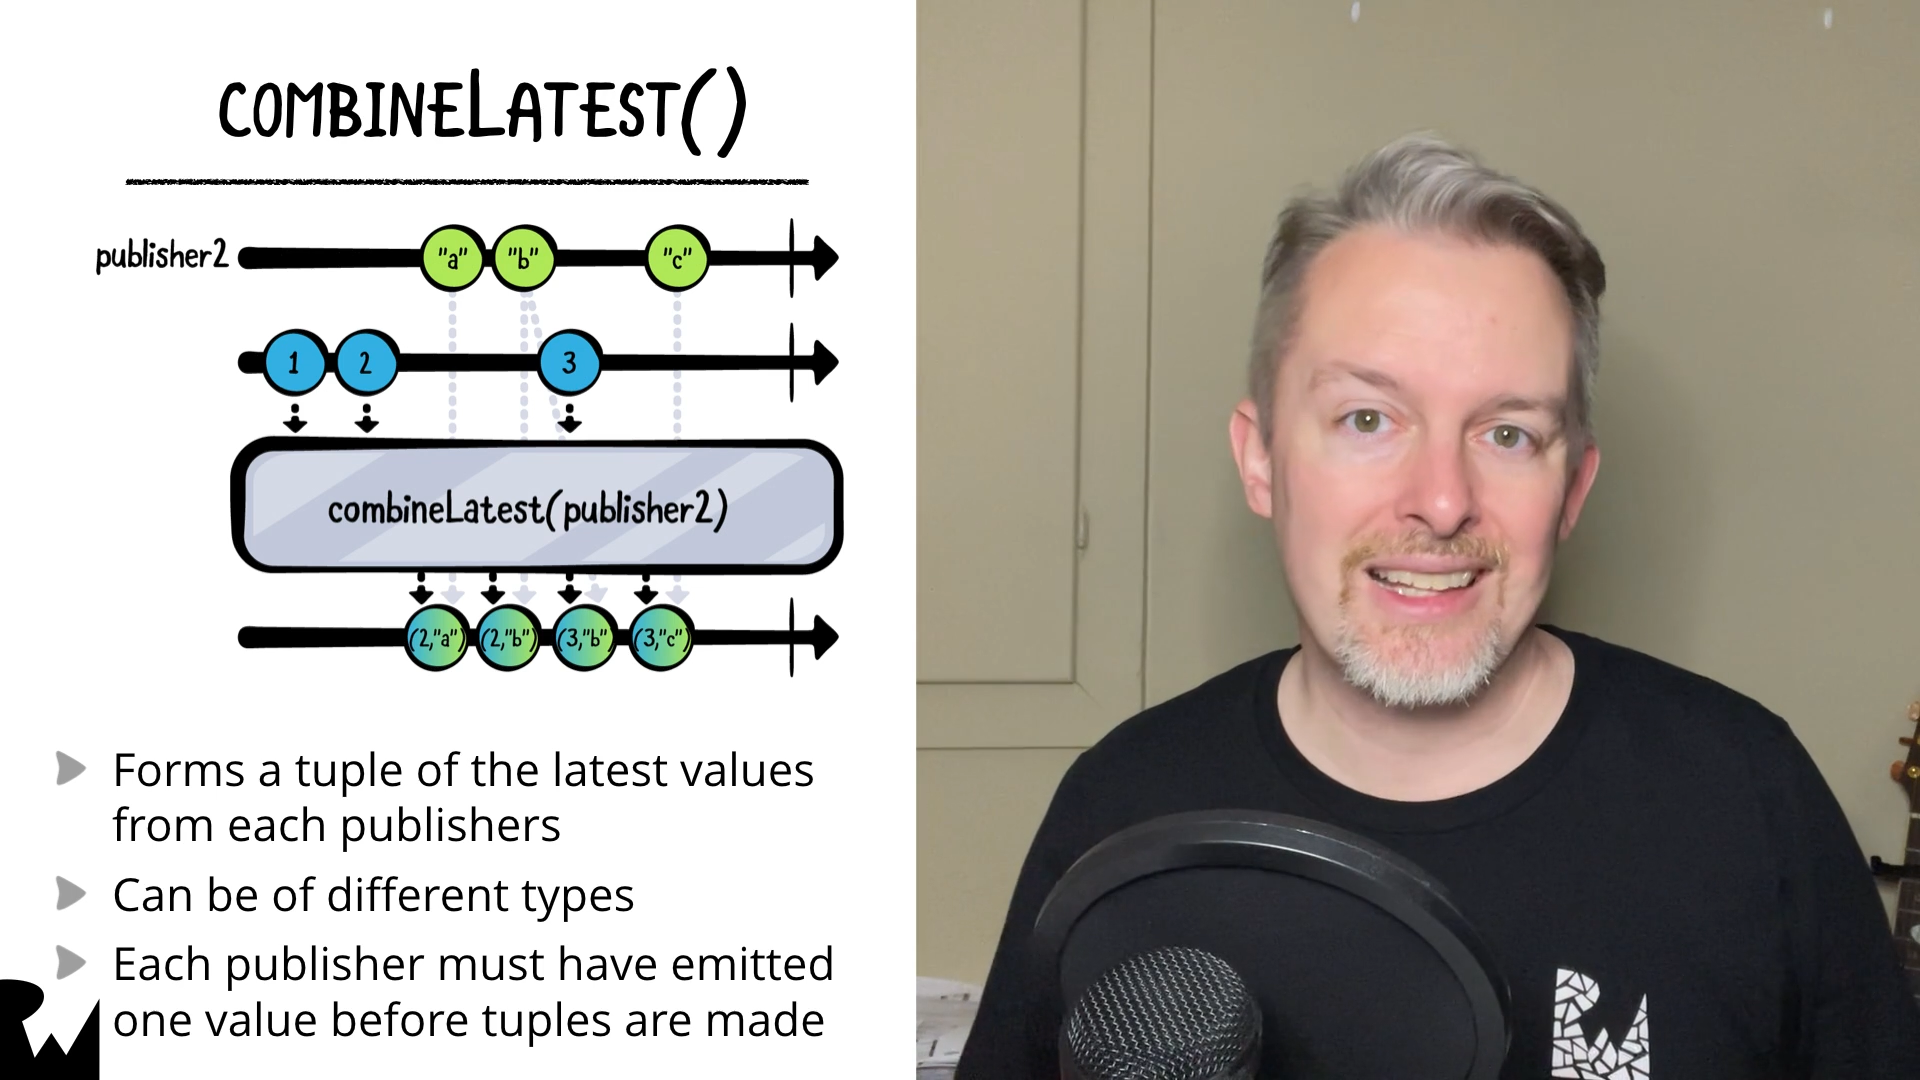 COMBINELATEST()
publisher2
"a" "b" "c"
1 2 3
combineLatest(publisher2)
(2,"a") (2,"b") (3,"b") (3,"c")
Forms a tuple of the latest values
from each publishers
Can be of different types
Each publisher must have emitted
one value before tuples are made